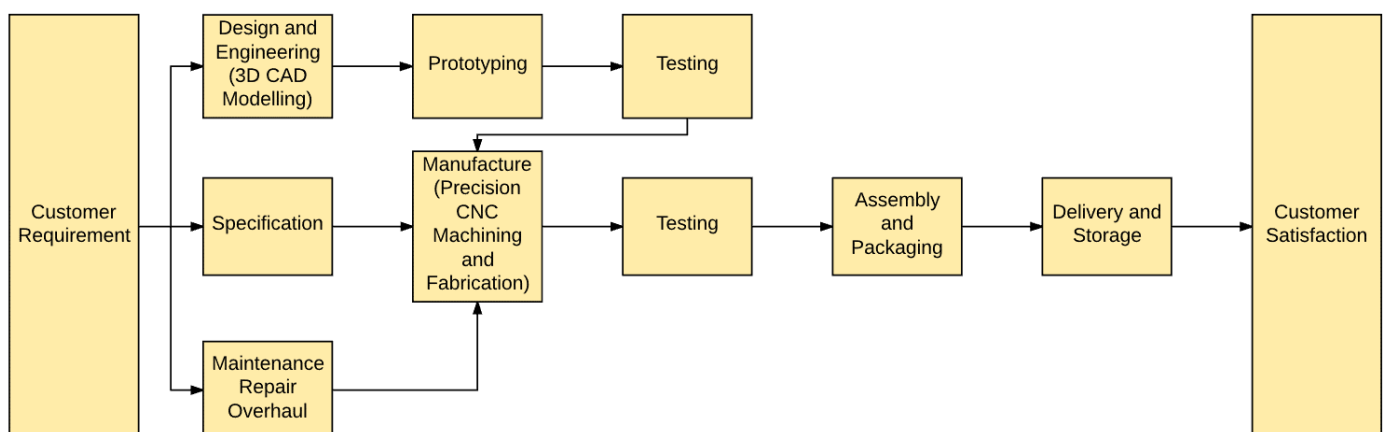 Design and
Engineering
(3D CAD
Modelling)
Prototyping
Testing
Customer
Requirement
Specification
Manufacture
(Precision
CNC
Machining
and
Fabrication)
Testing
Assembly
and
Packaging
Delivery and
Storage
Customer
Satisfaction
Maintenance
Repair
Overhaul